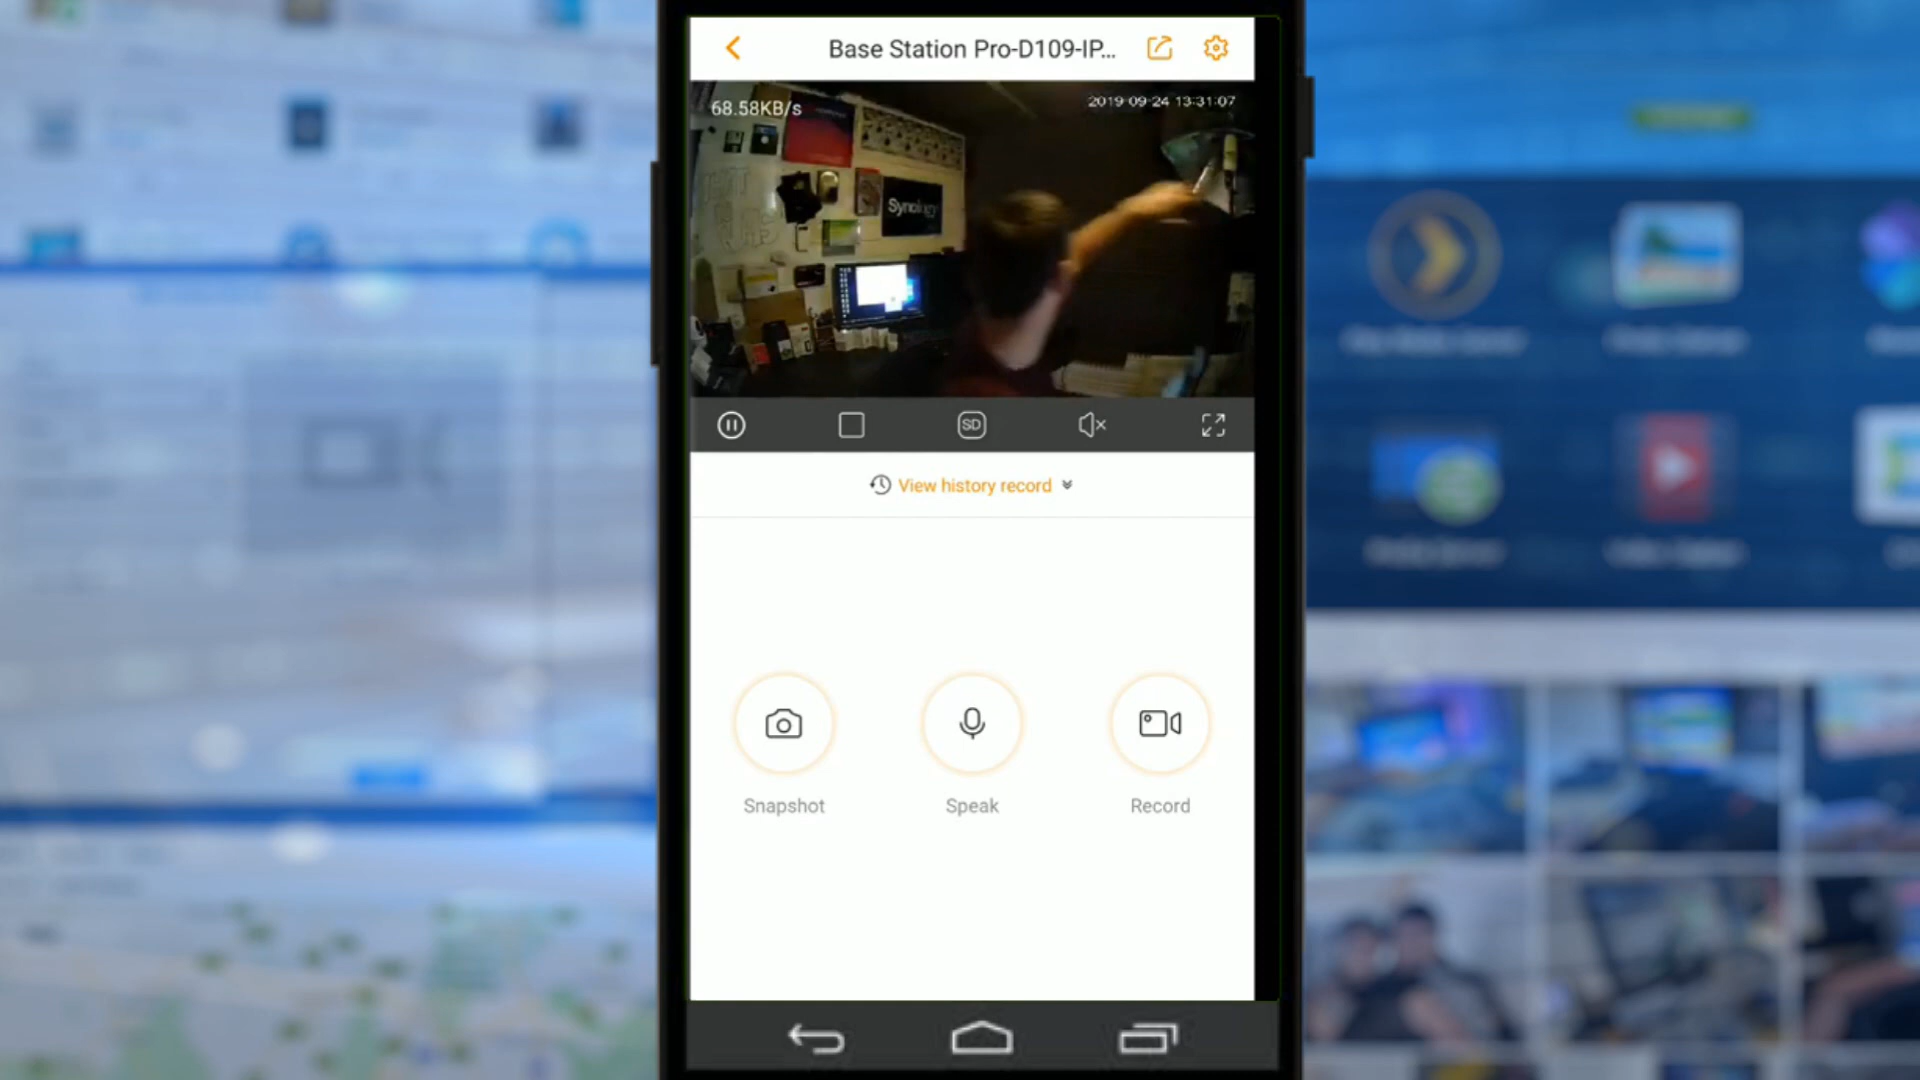 Base Station Pro-D109-IP...
68.58KB/s
2019-09-24 13:31:07
Synology
SD
View history record
Snapshot
Speak
Record